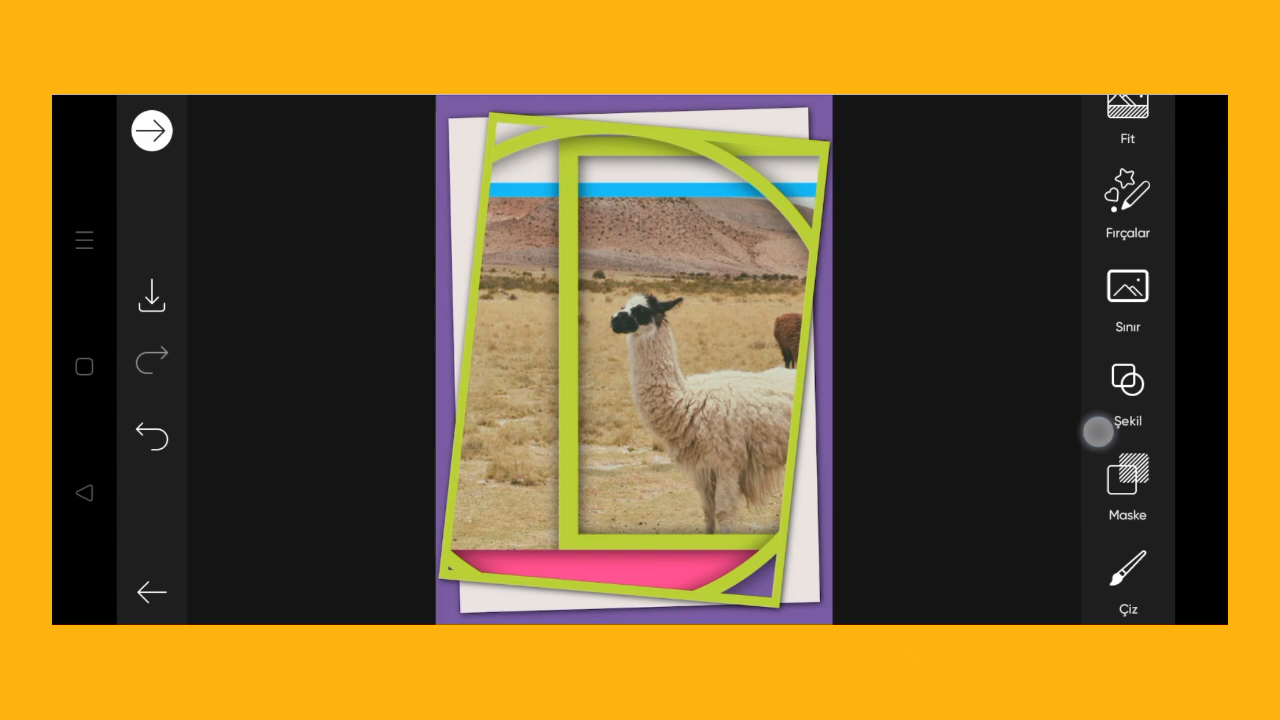 Fit
Fırçalar
Sınır
Şekil
Maske
Çiz